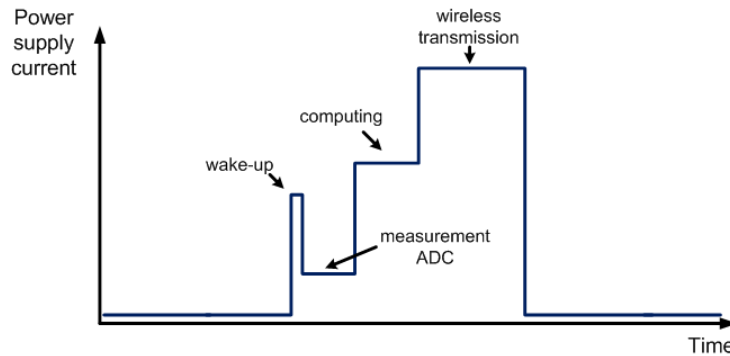 Power
supply
current
wireless
transmission
computing
wake-up
measurement
ADC
Time